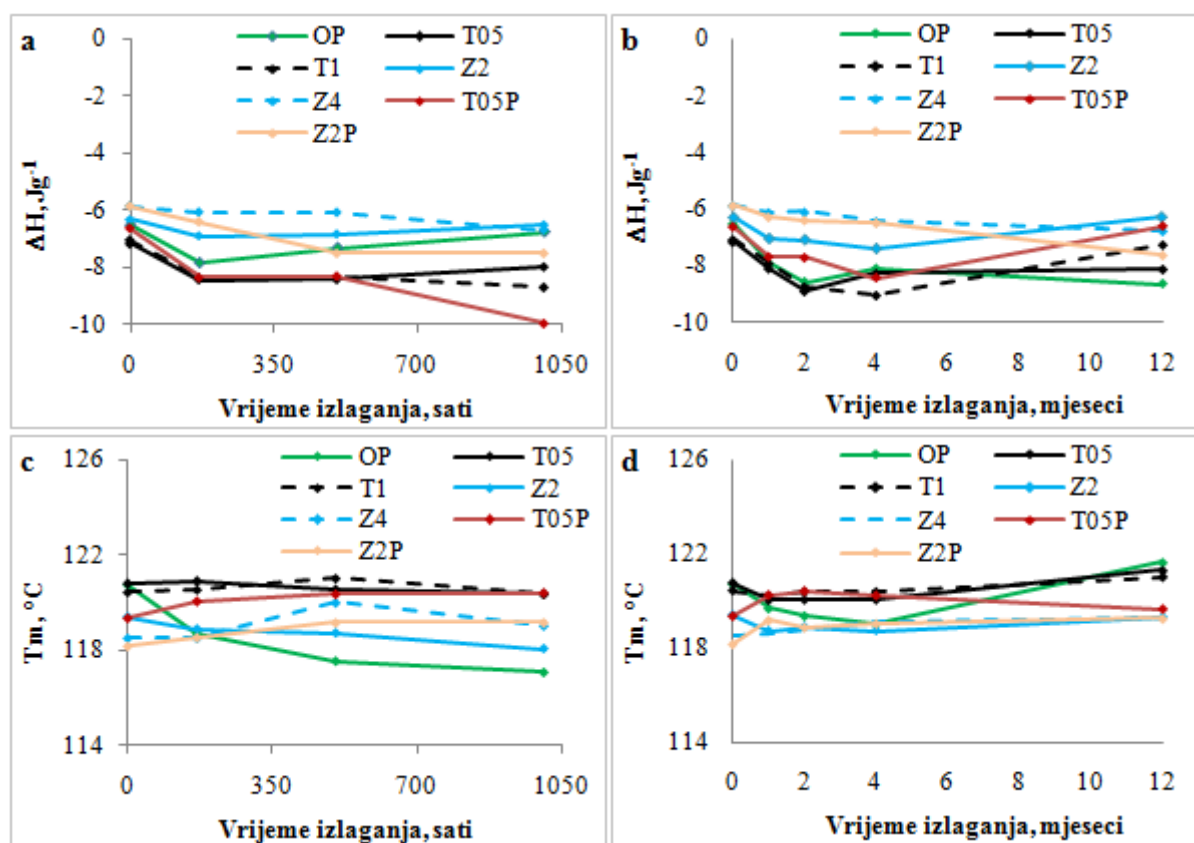 a
OP
T05
T1
Z2
Z4
T05P
Z2P
0
-2
-4
-6
-8
-10
ΔH, Jg-1
0 350 700 1050
Vrijeme izlaganja, sati
b
OP
T05
T1
Z2
Z4
T05P
Z2P
0
-2
-4
-6
-8
-10
ΔH, Jg-1
0 2 4 6 8 10 12
Vrijeme izlaganja, mjeseci
c
OP
T05
T1
Z2
Z4
T05P
Z2P
126
122
118
114
Tm, °C
0 350 700 1050
Vrijeme izlaganja, sati
d
OP
T05
T1
Z2
Z4
T05P
Z2P
126
122
118
114
Tm, °C
0 2 4 6 8 10 12
Vrijeme izlaganja, mjeseci